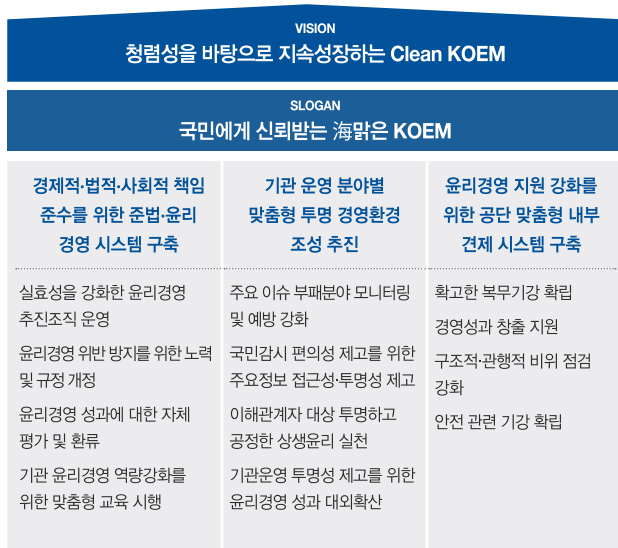 VISION
청렴성을 바탕으로 지속성장하는 Clean KOEM
SLOGAN
국민에게 신뢰받는 海맑은 KOEM
경제적·법적·사회적 책임
준수를 위한 준법·윤리
경영 시스템 구축
실효성을 강화한 윤리경영
추진조직 운영
윤리경영 위반 방지를 위한 노력
및 규정 개정
윤리경영 성과에 대한 자체
평가 및 환류
기관 윤리경영 역량강화를
위한 맞춤형 교육 시행
기관 운영 분야별
맞춤형 투명 경영환경
조성 추진
주요 이슈 부패분야 모니터링
및 예방 강화
국민감시 편의성 제고를 위한
주요정보 접근성·투명성 제고
이해관계자 대상 투명하고
공정한 상생윤리 실천
기관운영 투명성 제고를 위한
윤리경영 성과 대외확산
윤리경영 지원 강화를
위한 공단 맞춤형 내부
견제 시스템 구축
확고한 복무기강 확립
경영성과 창출 지원
구조적·관행적 비위 점검
강화
안전 관련 기강 확립